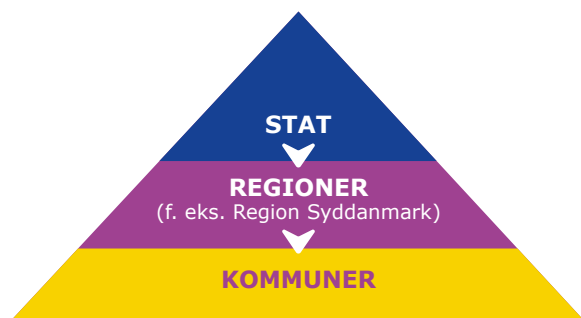 STAT
REGIONER
(f. eks. Region Syddanmark)
KOMMUNER